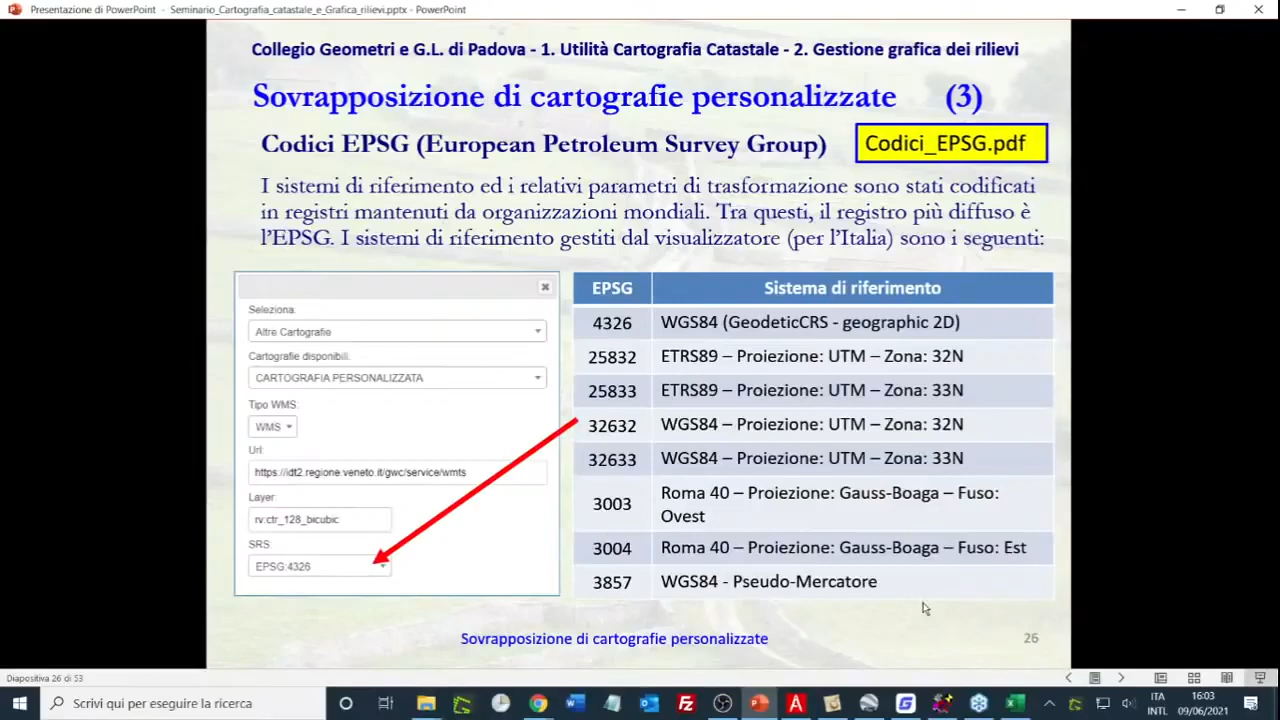 Presentazione di PowerPoint - Seminario_Cartografia_catastale_e_Grafica_rilievi.pptx - PowerPoint
Collegio Geometri e G.L. di Padova - 1. Utilità Cartografia Catastale - 2. Gestione grafica dei rilievi
Sovrapposizione di cartografie personalizzate (3)
Codici EPSG (European Petroleum Survey Group)
Codici_EPSG.pdf
I sistemi di riferimento ed i relativi parametri di trasformazione sono stati codificati
in registri mantenuti da organizzazioni mondiali. Tra questi, il registro più diffuso è
l'EPSG. I sistemi di riferimento gestiti dal visualizzatore (per l'Italia) sono i seguenti:
Seleziona:
Altre Cartografie
Cartografie disponibili:
CARTOGRAFIA PERSONALIZZATA
Tipo WMS:
WMS
Url:
https://idt2.regione.veneto.it/gwc/service/wmts
Layer:
rv:ctr_128_bicubic
SRS
EPSG:4326
EPSG Sistema di riferimento
4326 WGS84 (GeodeticCRS - geographic 2D)
25832 ETRS89 – Proiezione: UTM – Zona: 32N
25833 ETRS89 – Proiezione: UTM – Zona: 33N
32632 WGS84 – Proiezione: UTM – Zona: 32N
32633 WGS84 – Proiezione: UTM – Zona: 33N
3003 Roma 40 – Proiezione: Gauss-Boaga – Fuso:
Ovest
3004 Roma 40 – Proiezione: Gauss-Boaga – Fuso: Est
3857 WGS84 - Pseudo-Mercatore
Sovrapposizione di cartografie personalizzate
26
Diapositiva 26 di 53
Scrivi qui per eseguire la ricerca
ITA
INTL
16:03
09/06/2021